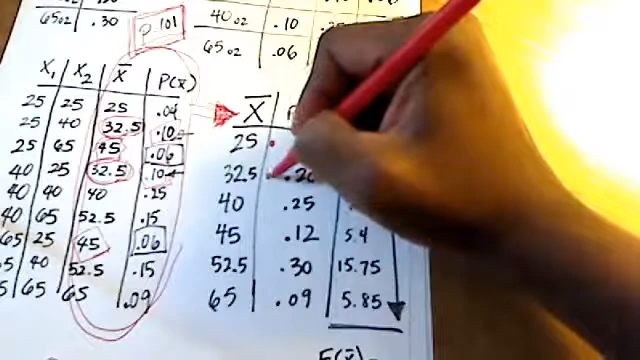 65oz .30
p. 101
40oz .10
65oz .06
X₁ X₂ X̄ P(x̄)
25 25 25 .04
25 40 32.5 .10
25 65 45 .06
40 25 32.5 .10
40 40 40 .25
40 65 52.5 .15
65 25 45 .06
40 52.5 .15
65 65 65 .09
X̄
25
32.5 .20
40 .25
45 .12 5.4
52.5 .30 15.75
65 .09 5.85
E(x̄)=